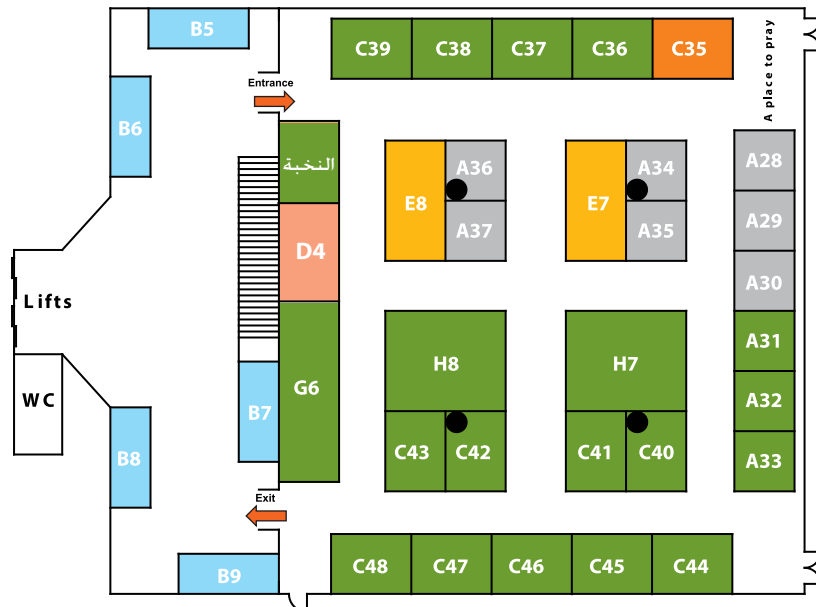 B5
C39 C38 C37 C36 C35
A place to pray
Entrance
B6
النخبة
A36 A34 A28
E8 E7
A37 A35 A29
D4
A30
Lifts
A31
H8 H7
G6
WC
B7
A32
B8
C43 C42 C41 C40 A33
Exit
C48 C47 C46 C45 C44
B9